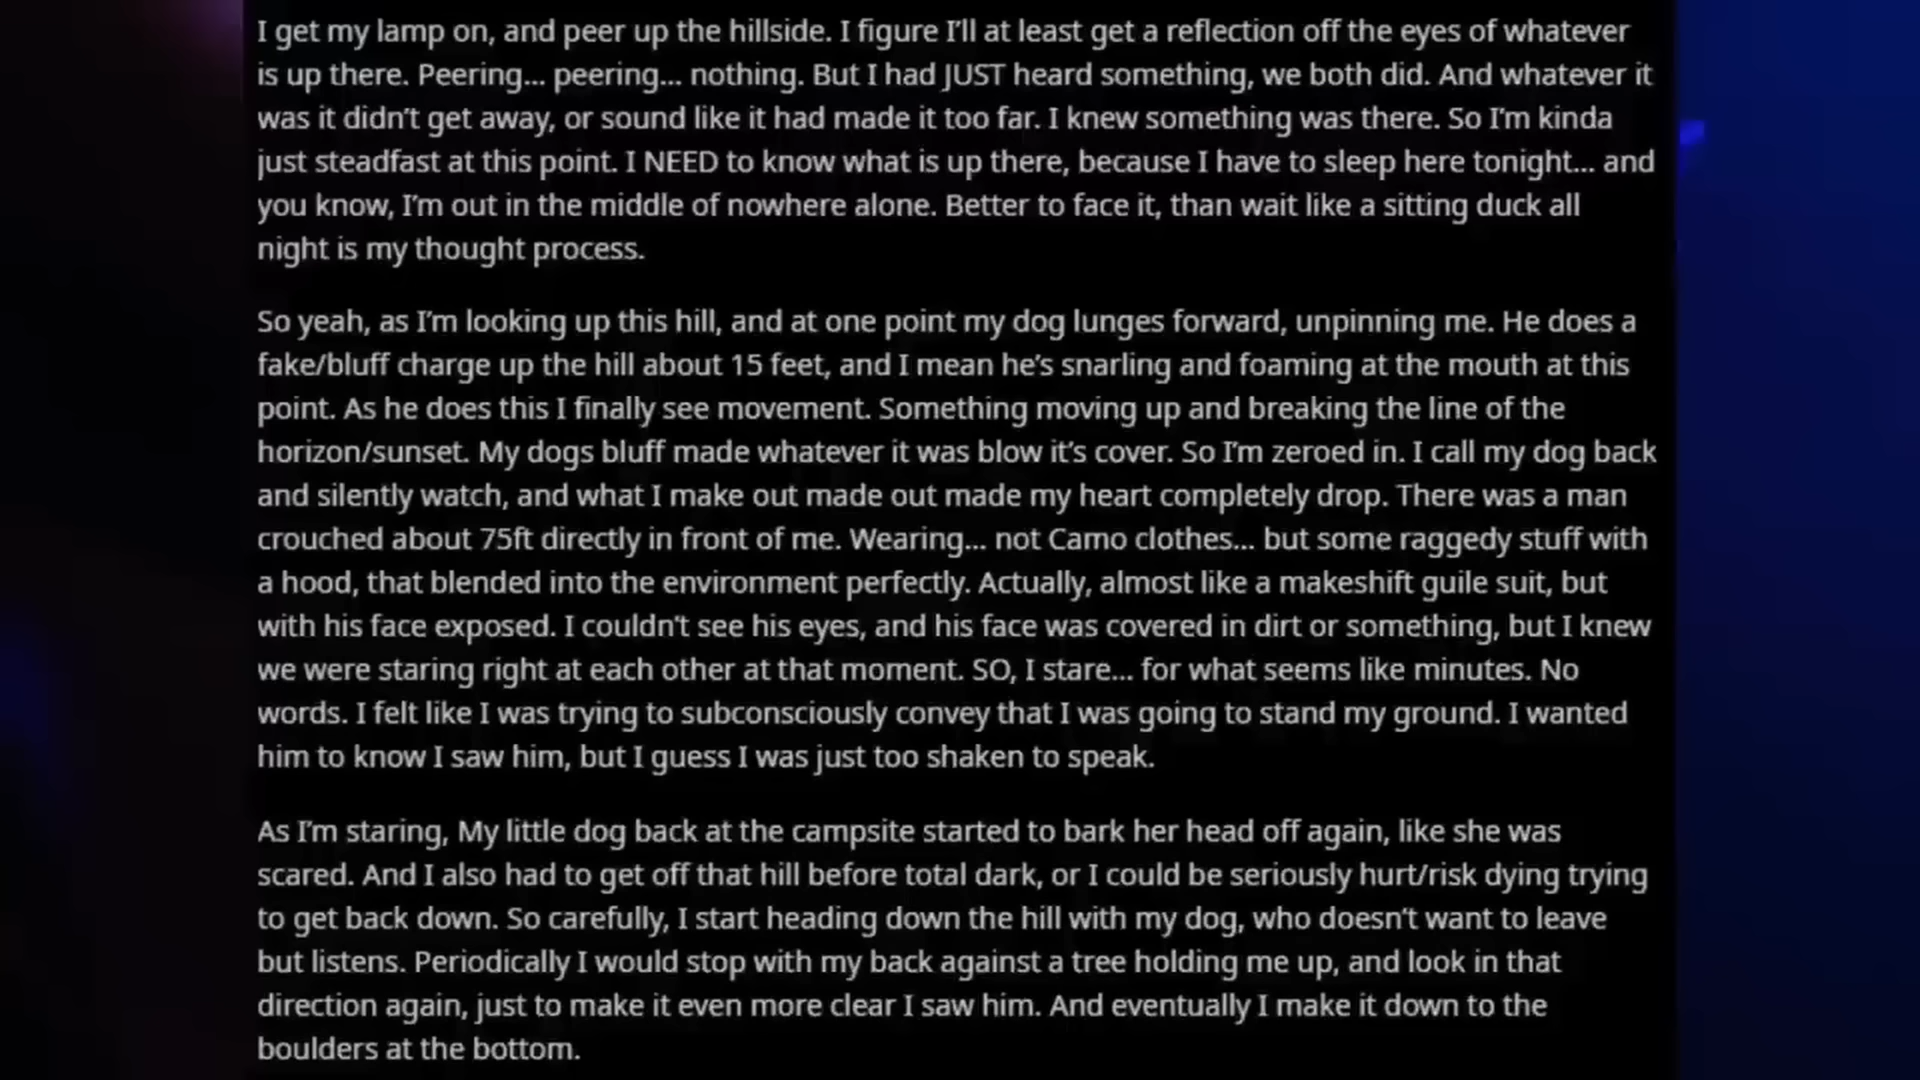 I get my lamp on, and peer up the hillside. I figure I'll at least get a reflection off the eyes of whatever
is up there. Peering... peering... nothing. But I had JUST heard something, we both did. And whatever it
was it didn't get away, or sound like it had made it too far. I knew something was there. So I'm kinda
just steadfast at this point. I NEED to know what is up there, because I have to sleep here tonight... and
you know, I'm out in the middle of nowhere alone. Better to face it, than wait like a sitting duck all
night is my thought process.
So yeah, as I'm looking up this hill, and at one point my dog lunges forward, unpinning me. He does a
fake/bluff charge up the hill about 15 feet, and I mean he's snarling and foaming at the mouth at this
point. As he does this I finally see movement. Something moving up and breaking the line of the
horizon/sunset. My dogs bluff made whatever it was blow it's cover. So I'm zeroed in. I call my dog back
and silently watch, and what I make out made out made my heart completely drop. There was a man
crouched about 75ft directly in front of me. Wearing... not Camo clothes... but some raggedy stuff with
a hood, that blended into the environment perfectly. Actually, almost like a makeshift guile suit, but
with his face exposed. I couldn't see his eyes, and his face was covered in dirt or something, but I knew
we were staring right at each other at that moment. SO, I stare... for what seems like minutes. No
words. I felt like I was trying to subconsciously convey that I was going to stand my ground. I wanted
him to know I saw him, but I guess I was just too shaken to speak.
As I'm staring, My little dog back at the campsite started to bark her head off again, like she was
scared. And I also had to get off that hill before total dark, or I could be seriously hurt/risk dying trying
to get back down. So carefully, I start heading down the hill with my dog, who doesn't want to leave
but listens. Periodically I would stop with my back against a tree holding me up, and look in that
direction again, just to make it even more clear I saw him. And eventually I make it down to the
boulders at the bottom.